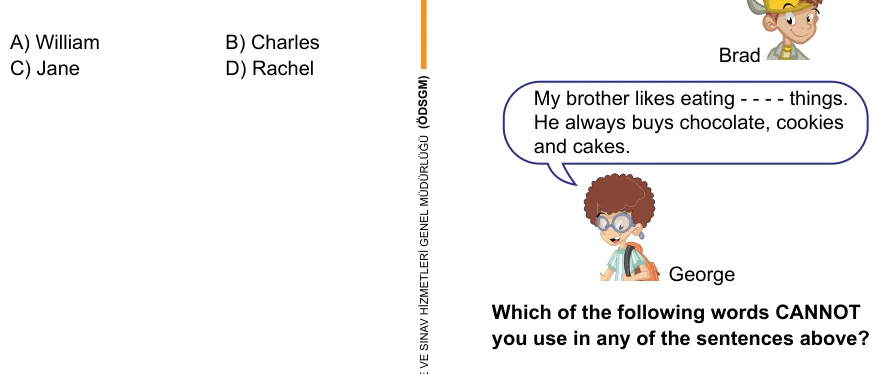 A) William B) Charles
C) Jane D) Rachel
VE SINAV HİZMETLERİ GENEL MÜDÜRLÜĞÜ (ÖDSGM)
Brad
My brother likes eating - - - - things.
He always buys chocolate, cookies
and cakes.
George
Which of the following words CANNOT
you use in any of the sentences above?